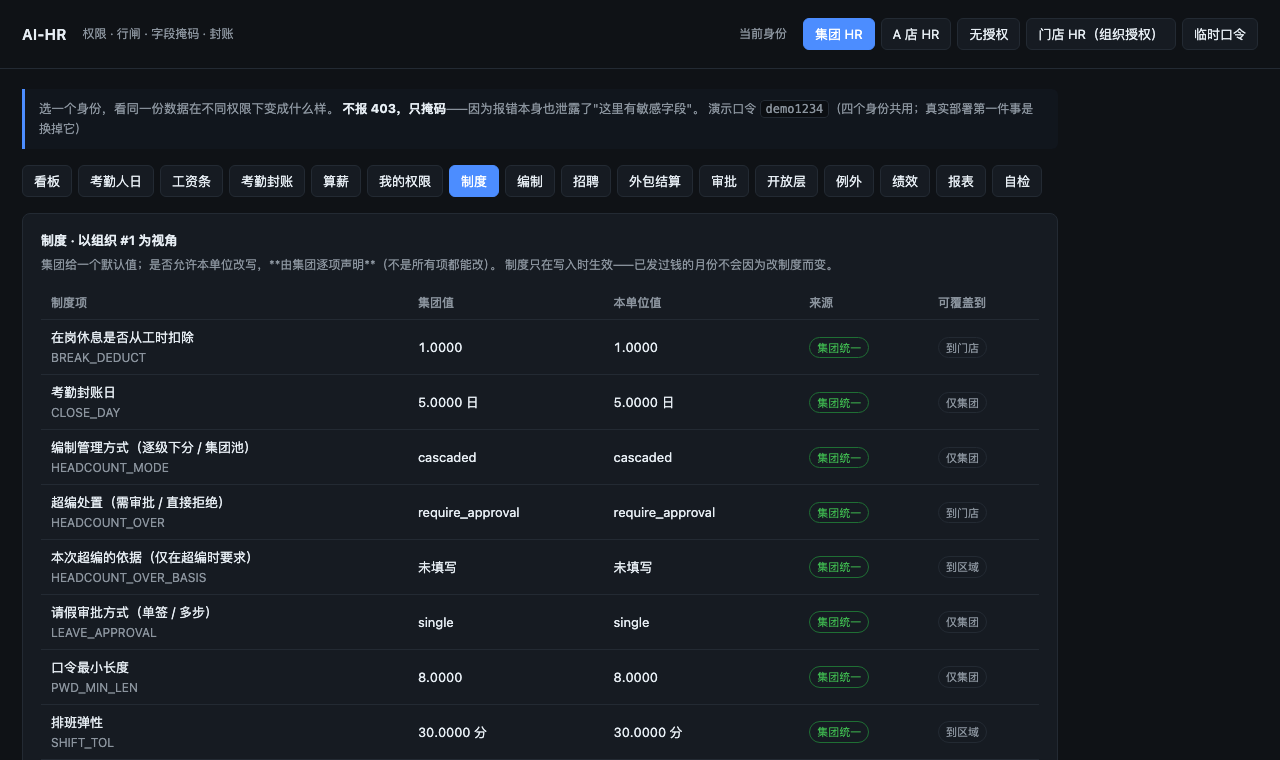 AI-HR 权限 · 行闸 · 字段掩码 · 封账 当前身份 集团 HR A 店 HR 无授权 门店 HR（组织授权） 临时口令
选一个身份，看同一份数据在不同权限下变成什么样。 不报 403，只掩码——因为报错本身也泄露了"这里有敏感字段"。 演示口令 demo1234 （四个身份共用；真实部署第一件事是
换掉它）
看板 考勤人日 工资条 考勤封账 算薪 我的权限 制度 编制 招聘 外包结算 审批 开放层 例外 绩效 报表 自检
制度 · 以组织 #1 为视角
集团给一个默认值；是否允许本单位改写，**由集团逐项声明**（不是所有项都能改）。 制度只在写入时生效——已发过钱的月份不会因为改制度而变。
制度项 集团值 本单位值 来源 可覆盖到
在岗休息是否从工时扣除
BREAK_DEDUCT 1.0000 1.0000 集团统一 到门店
考勤封账日
CLOSE_DAY 5.0000 日 5.0000 日 集团统一 仅集团
编制管理方式（逐级下分 / 集团池）
HEADCOUNT_MODE cascaded cascaded 集团统一 仅集团
超编处置（需审批 / 直接拒绝）
HEADCOUNT_OVER require_approval require_approval 集团统一 到门店
本次超编的依据（仅在超编时要求）
HEADCOUNT_OVER_BASIS 未填写 未填写 集团统一 到区域
请假审批方式（单签 / 多步）
LEAVE_APPROVAL single single 集团统一 仅集团
口令最小长度
PWD_MIN_LEN 8.0000 8.0000 集团统一 仅集团
排班弹性
SHIFT_TOL 30.0000 分 30.0000 分 集团统一 到区域